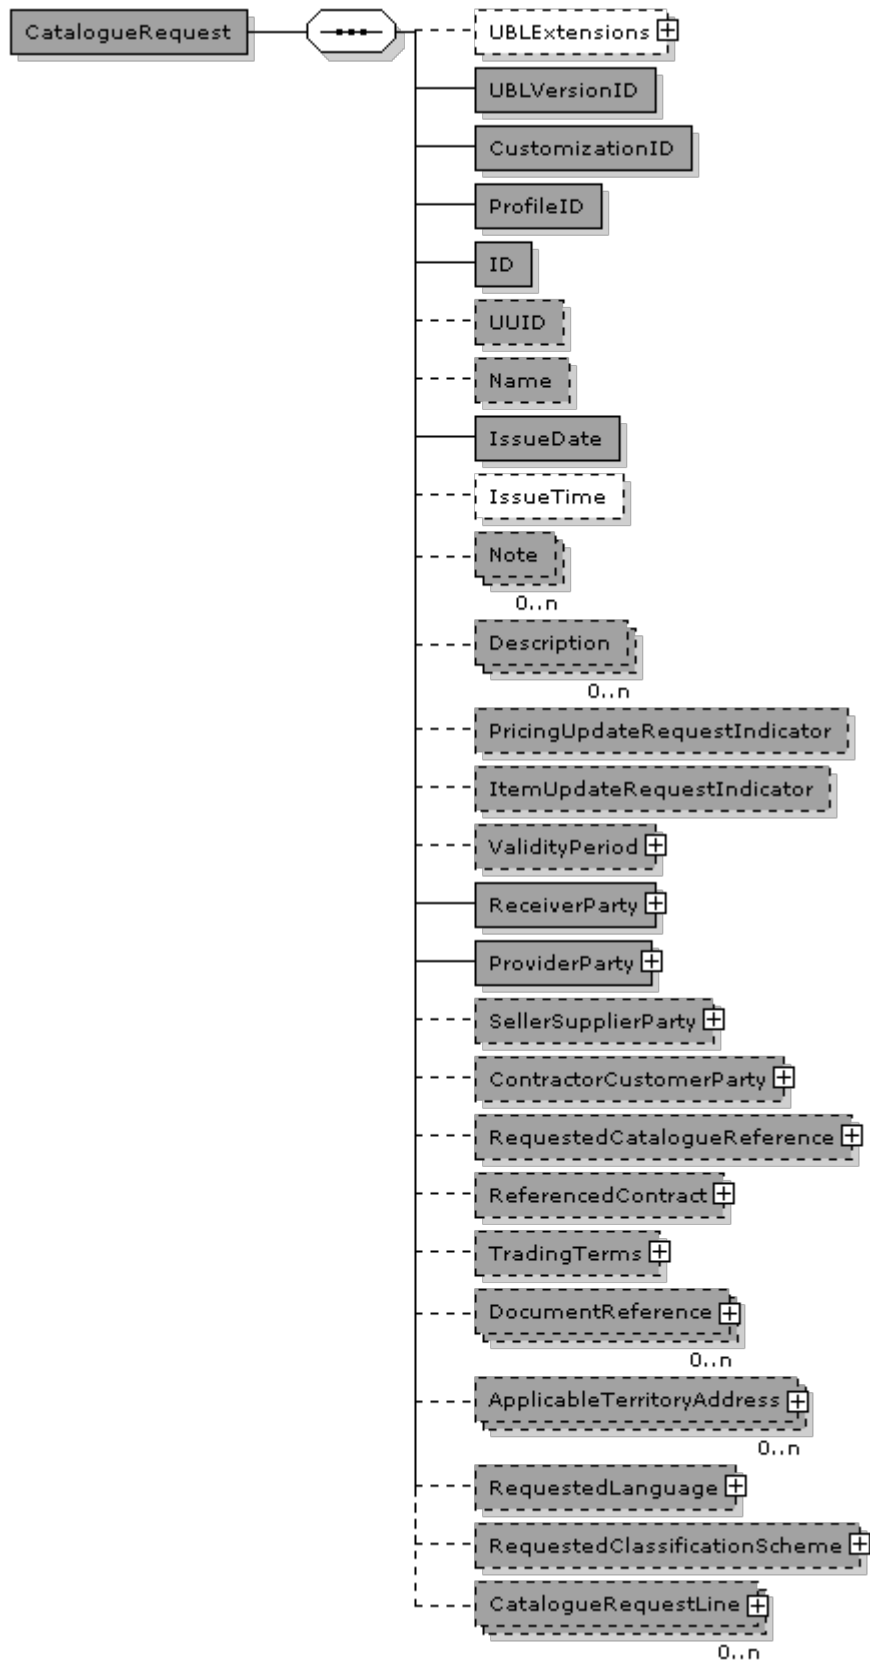 CatalogueRequest
UBLExtensions
UBLVersionID
CustomizationID
ProfileID
ID
UUID
Name
IssueDate
IssueTime
Note
0..n
Description
0..n
PricingUpdateRequestIndicator
ItemUpdateRequestIndicator
ValidityPeriod
ReceiverParty
ProviderParty
SellerSupplierParty
ContractorCustomerParty
RequestedCatalogueReference
ReferencedContract
TradingTerms
DocumentReference
0..n
ApplicableTerritoryAddress
0..n
RequestedLanguage
RequestedClassificationScheme
CatalogueRequestLine
0..n